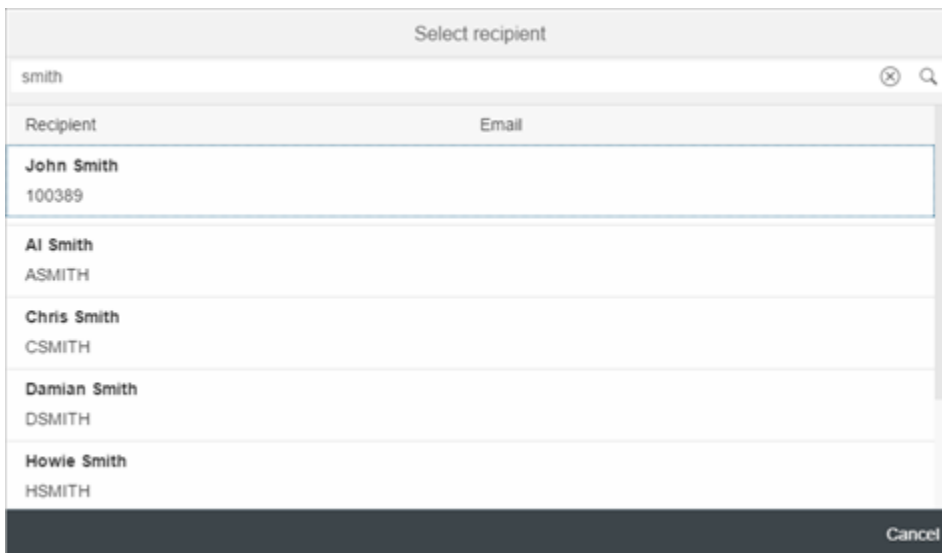 Select recipient
smith
Recipient Email
John Smith
100389
Al Smith
ASMITH
Chris Smith
CSMITH
Damian Smith
DSMITH
Howie Smith
HSMITH
Cancel